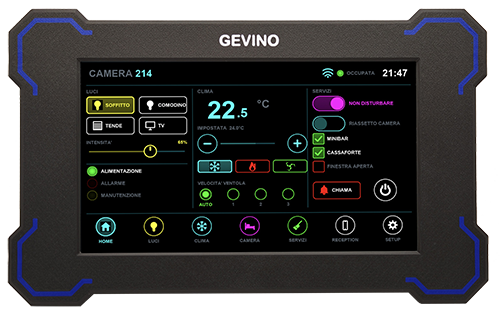 GEVINO
CAMERA 214
OCCUPATA 21:47
LUCI
SOFFITTO
COMODINO
TENDE
TV
INTENSITA' 65%
ALIMENTAZIONE
ALLARME
MANUTENZIONE
CLIMA
22.5 °C
IMPOSTATA 24.0°C
VELOCITA' VENTOLA
AUTO 1 2 3
SERVIZI
NON DISTURBARE
RIASSETTO CAMERA
MINIBAR
CASSAFORTE
FINESTRA APERTA
CHIAMA
HOME LUCI CLIMA CAMERA SERVIZI RECEPTION SETUP